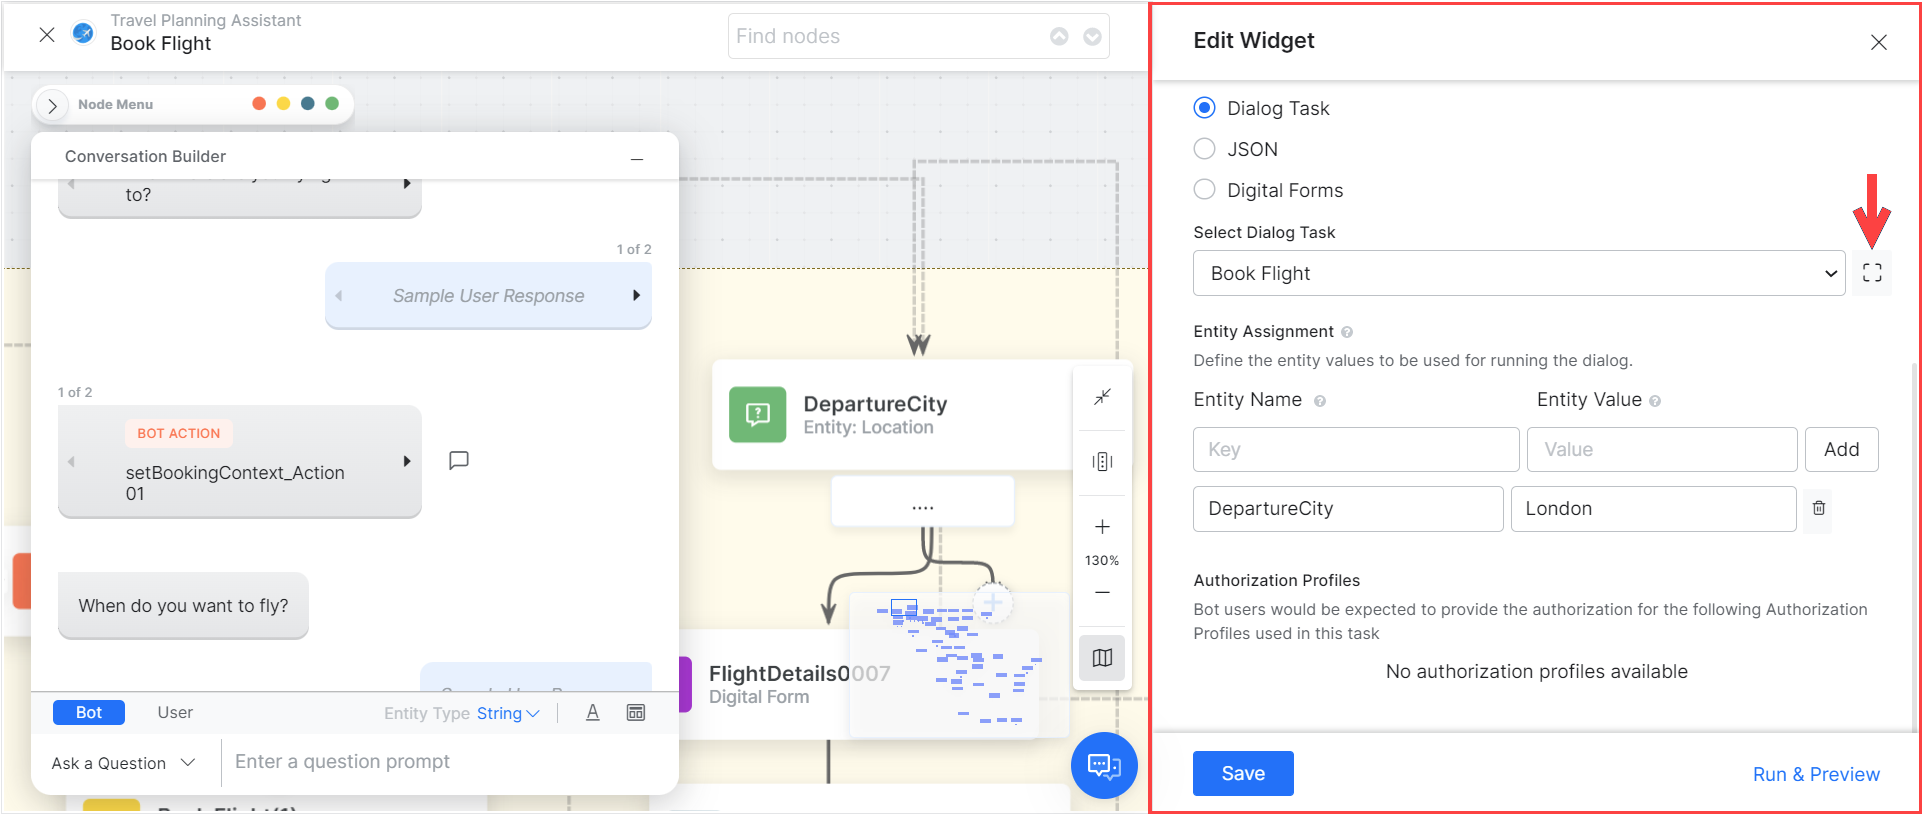 Travel Planning Assistant
Book Flight
Find nodes
Node Menu
Conversation Builder
to?
1 of 2
Sample User Response
1 of 2
BOT ACTION
setBookingContext_Action
01
When do you want to fly?
Bot
User
Entity Type String
A
Ask a Question
Enter a question prompt
DepartureCity
Entity: Location
....
130%
FlightDetails0007
Digital Form
Edit Widget
Dialog Task
JSON
Digital Forms
Select Dialog Task
Book Flight
Entity Assignment ?
Define the entity values to be used for running the dialog.
Entity Name ?
Entity Value ?
Key
Value
Add
DepartureCity
London
Authorization Profiles
Bot users would be expected to provide the authorization for the following Authorization
Profiles used in this task
No authorization profiles available
Save
Run & Preview